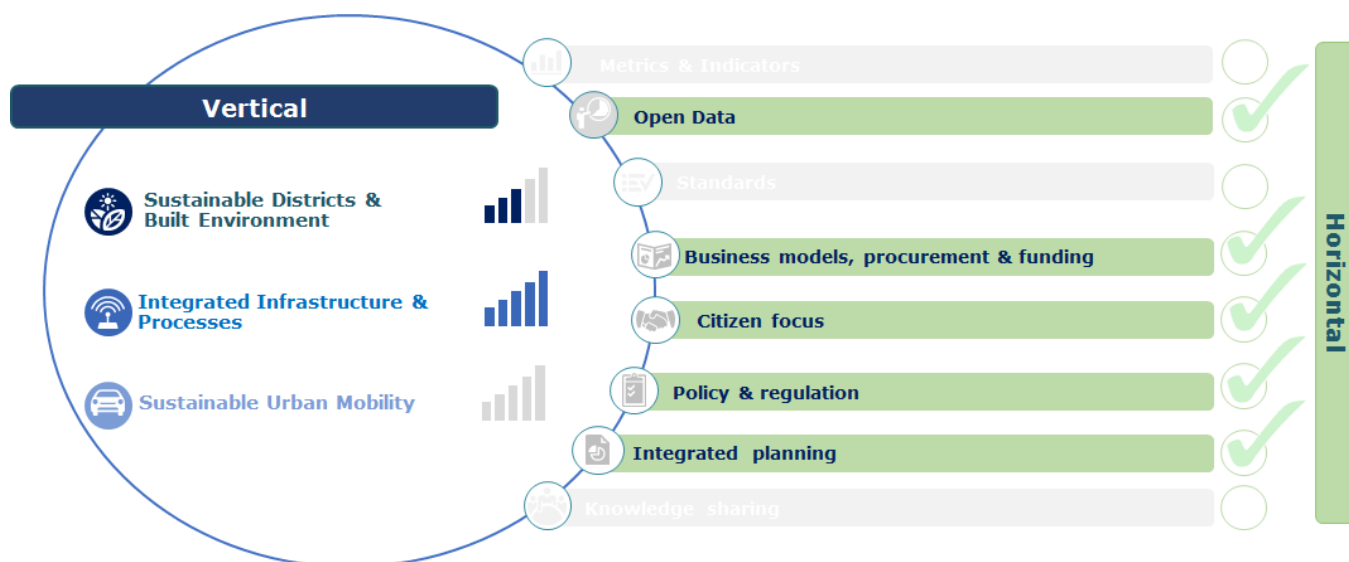 Vertical
Sustainable Districts &
Built Environment
Integrated Infrastructure &
Processes
Sustainable Urban Mobility
Metrics & Indicators
Open Data
Standards
Business models, procurement & funding
Citizen focus
Policy & regulation
Integrated planning
Knowledge sharing
Horizontal